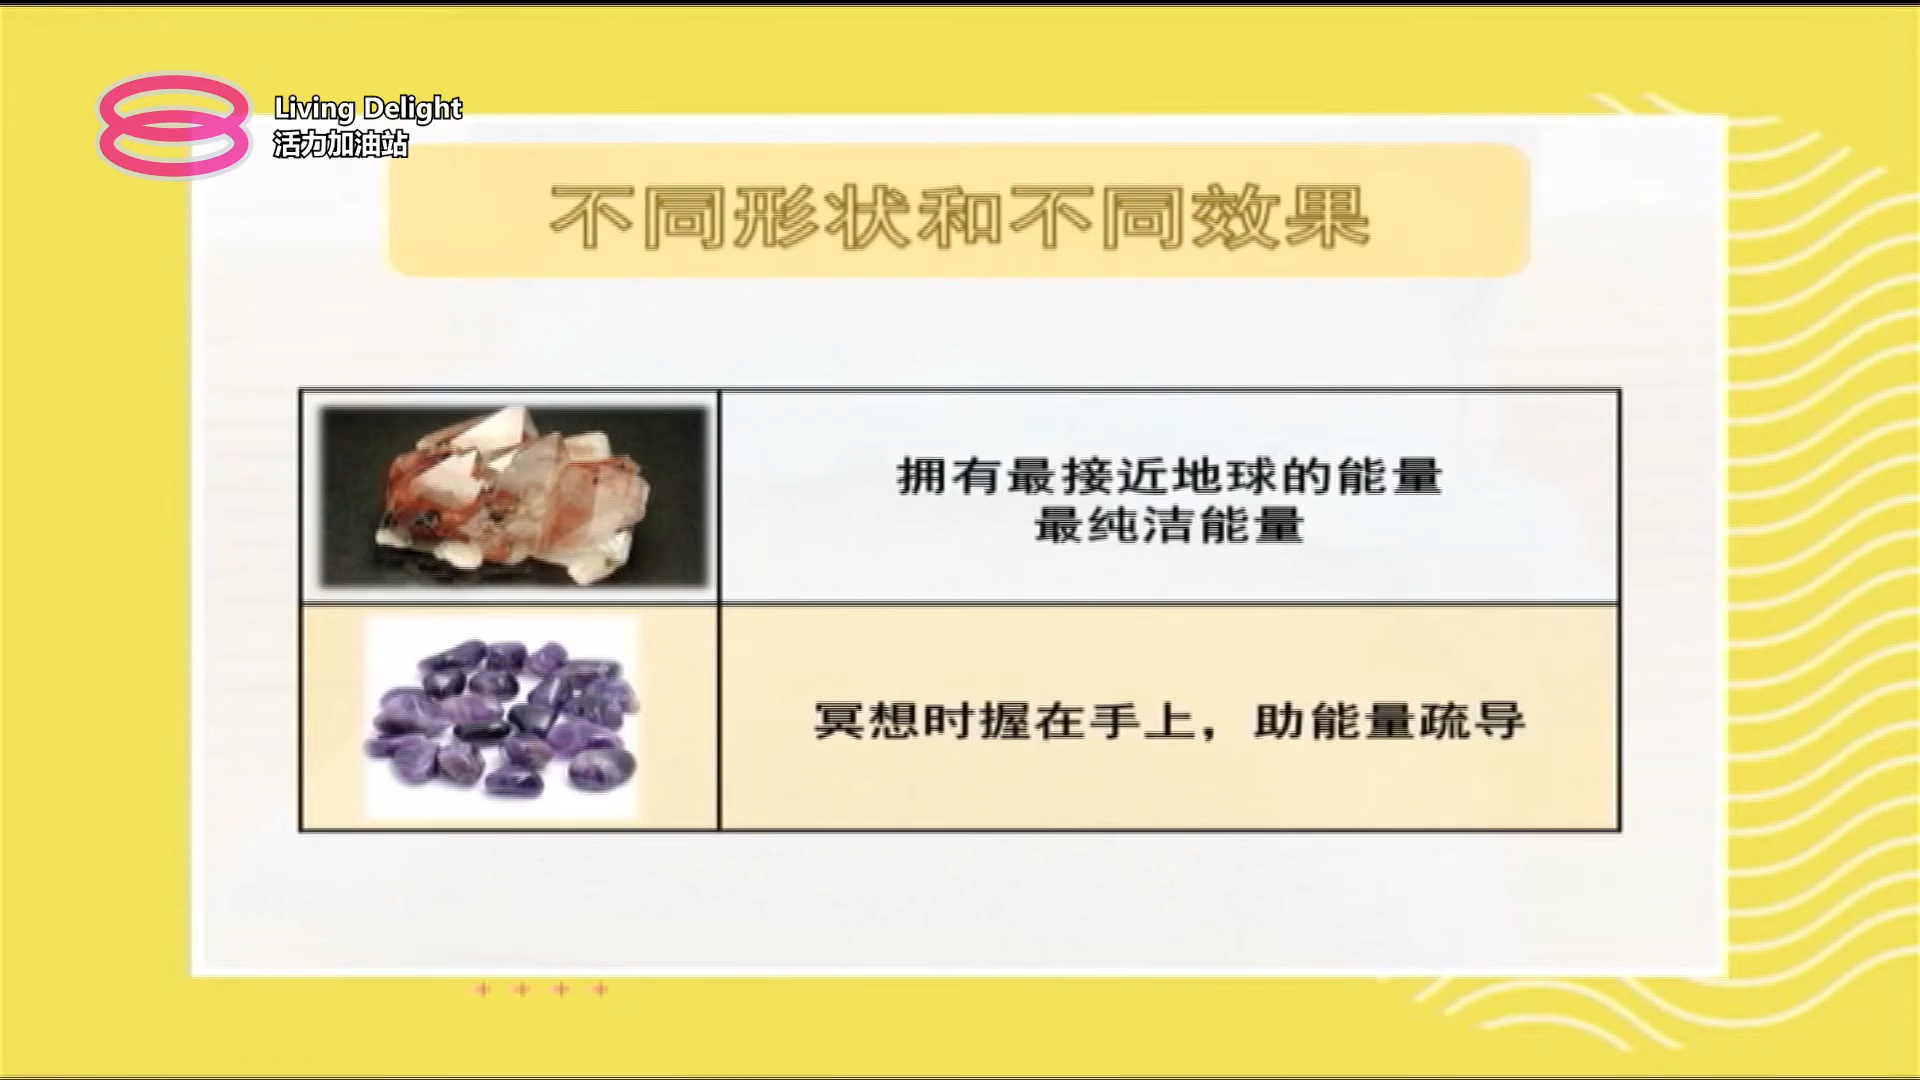 Living Delight
活力加油站
不同形状和不同效果
拥有最接近地球的能量
最纯洁能量
冥想时握在手上，助能量疏导